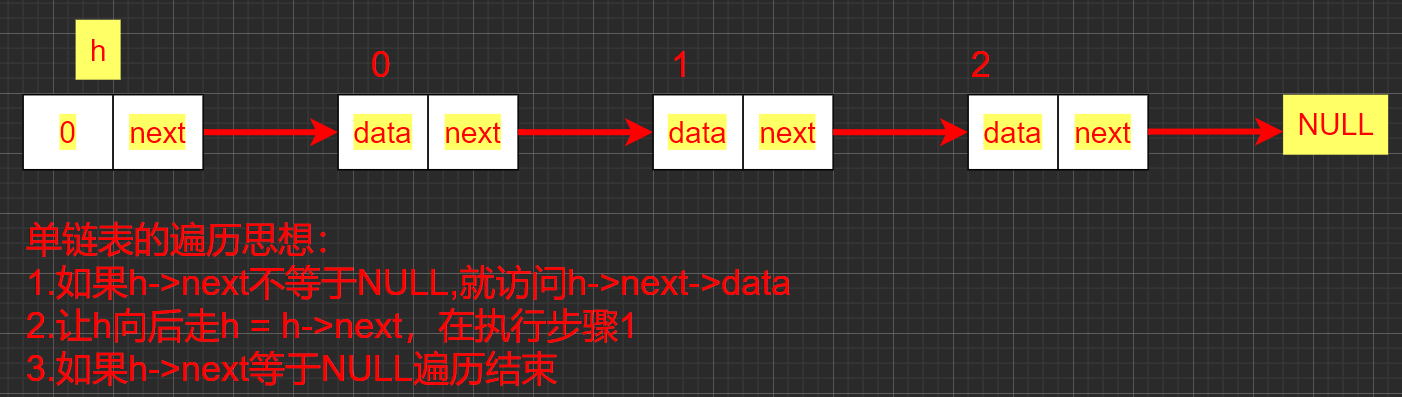 h
0 1 2
0 next data next data next data next NULL
单链表的遍历思想：
1.如果h->next不等于NULL,就访问h->next->data
2.让h向后走h = h->next，在执行步骤1
3.如果h->next等于NULL遍历结束